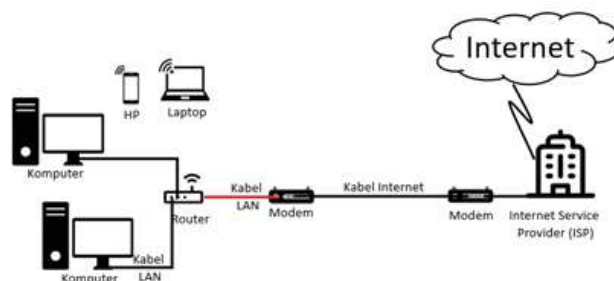 Internet
HP
Laptop
Komputer
Router
Kabel
LAN
Modem
Kabel Internet
Modem
Internet Service
Provider (ISP)
Komputer
Kabel
LAN